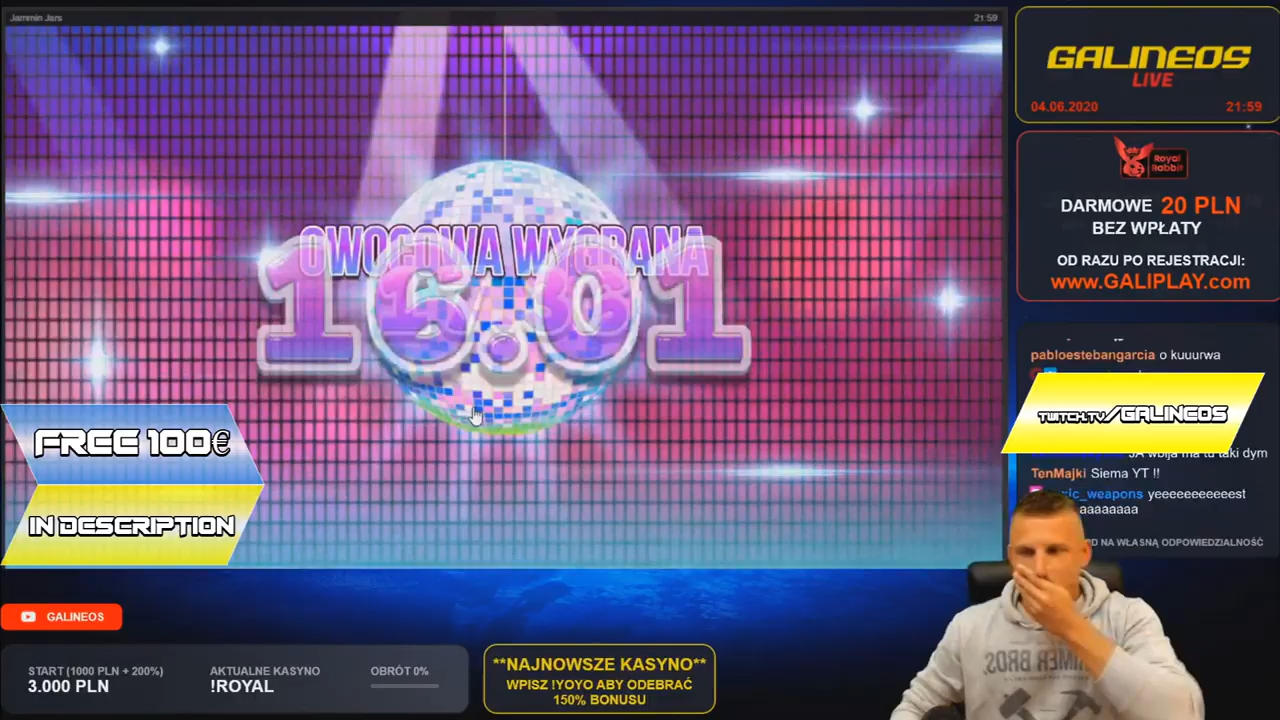 Jammin Jars
21:59
OWOCOWA WYGRANA
16.01
FREE 100€
IN DESCRIPTION
GALINEOS
START (1000 PLN + 200%)
3.000 PLN
AKTUALNE KASYNO
!ROYAL
OBRÓT 0%
**NAJNOWSZE KASYNO**
WPISZ !YOYO ABY ODEBRAĆ
150% BONUSU
GALINEOS
LIVE
04.06.2020
21:59
Royal
Rabbit
DARMOWE 20 PLN
BEZ WPŁATY
OD RAZU PO REJESTRACJI:
www.GALIPLAY.com
pabloestebangarcia o kuuurwa
TWITCH.TV/GALINEOS
JA wbija ma tu taki dym
TenMajki Siema YT !!
_weapons yeeeeeeeeeeest
aaaaaaaa
NA WŁASNĄ ODPOWIEDZIALNOŚĆ